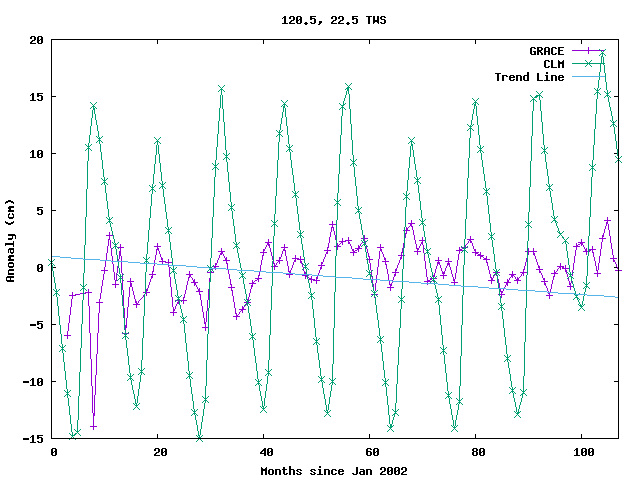 120.5, 22.5 TWS
GRACE
CLM
Trend Line
20
15
10
5
0
-5
-10
-15
Anomaly (cm)
0 20 40 60 80 100
Months since Jan 2002